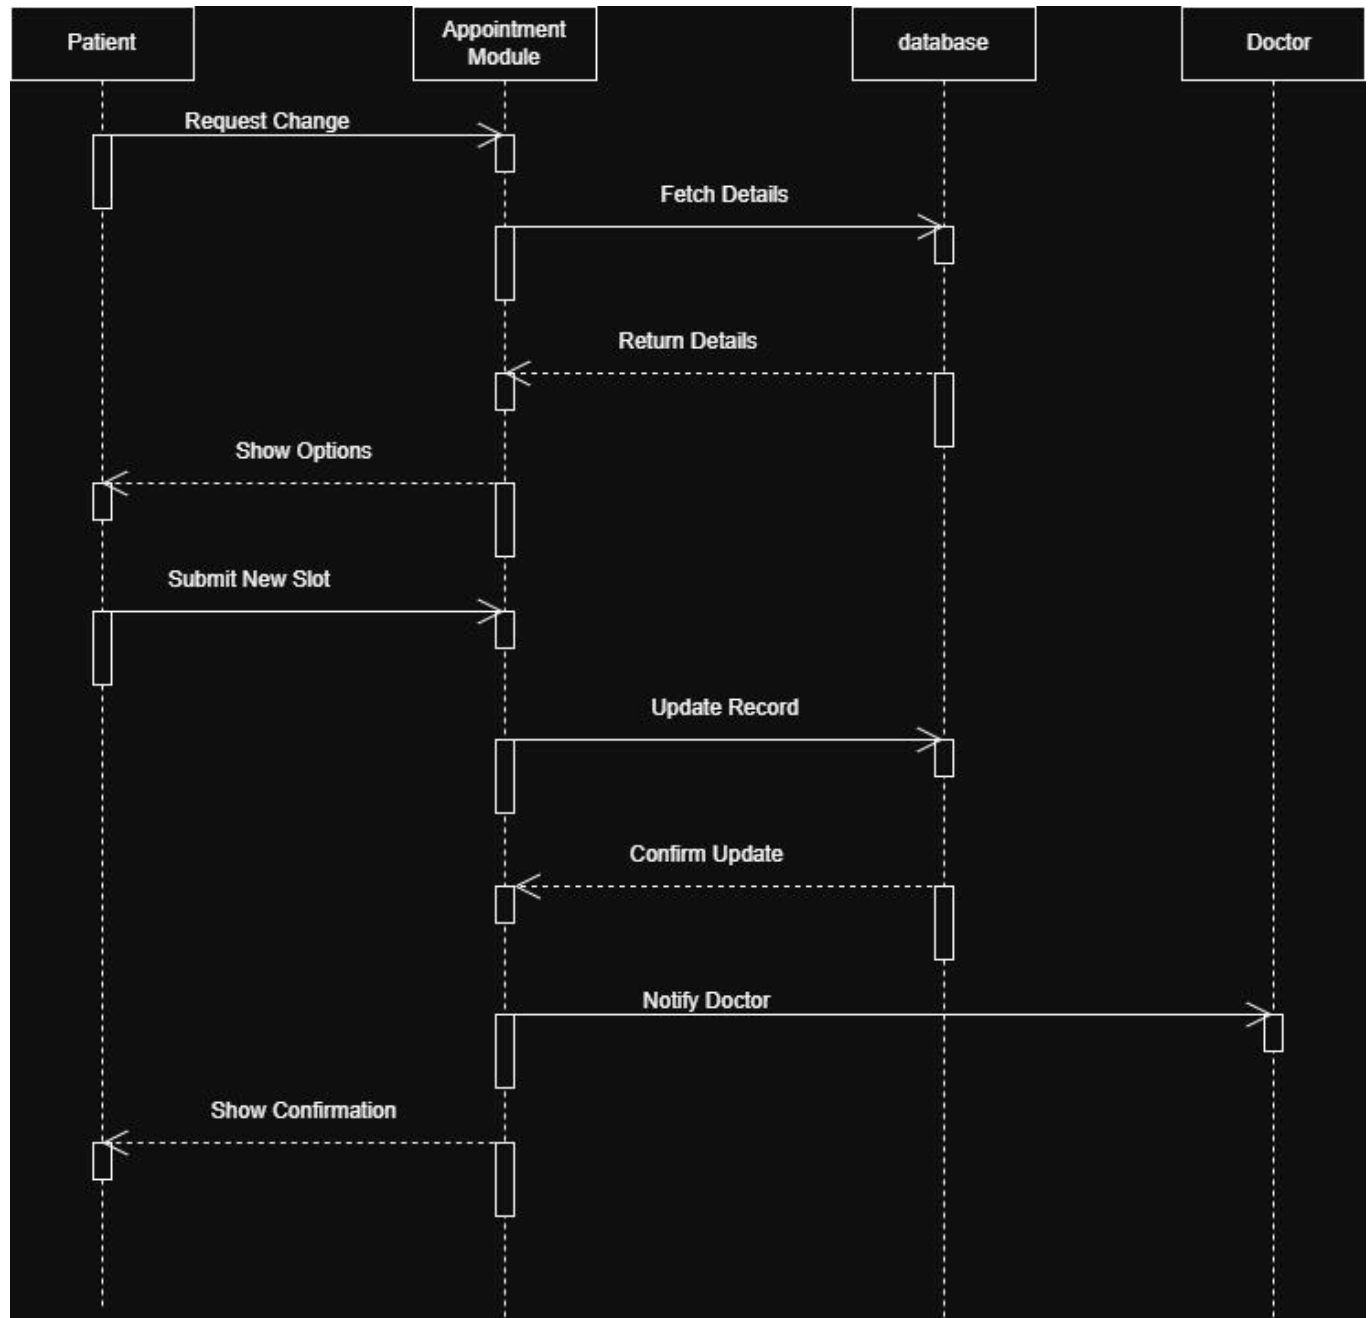 Patient
Appointment
Module
database
Doctor
Request Change
Fetch Details
Return Details
Show Options
Submit New Slot
Update Record
Confirm Update
Notify Doctor
Show Confirmation